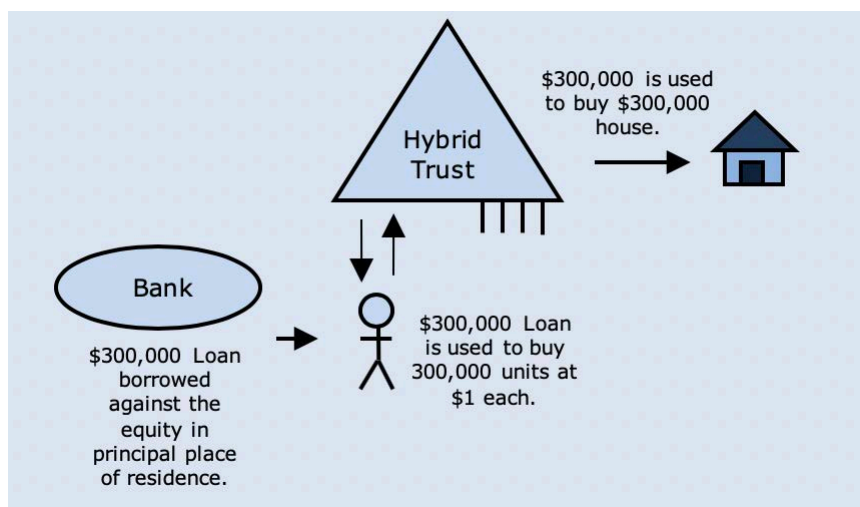 $300,000 is used
to buy $300,000
house.
Hybrid
Trust
Bank
$300,000 Loan
borrowed
against the
equity in
principal place
of residence.
$300,000 Loan
is used to buy
300,000 units at
$1 each.